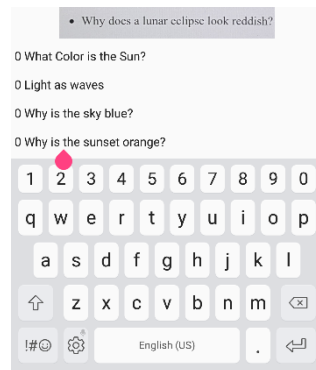 • Why does a lunar eclipse look reddish?
0 What Color is the Sun?
0 Light as waves
0 Why is the sky blue?
0 Why is the sunset orange?
1 2 3 4 5 6 7 8 9 0
q w e r t y u i o p
a s d f g h j k l
z x c v b n m
!#☺ English (US) .